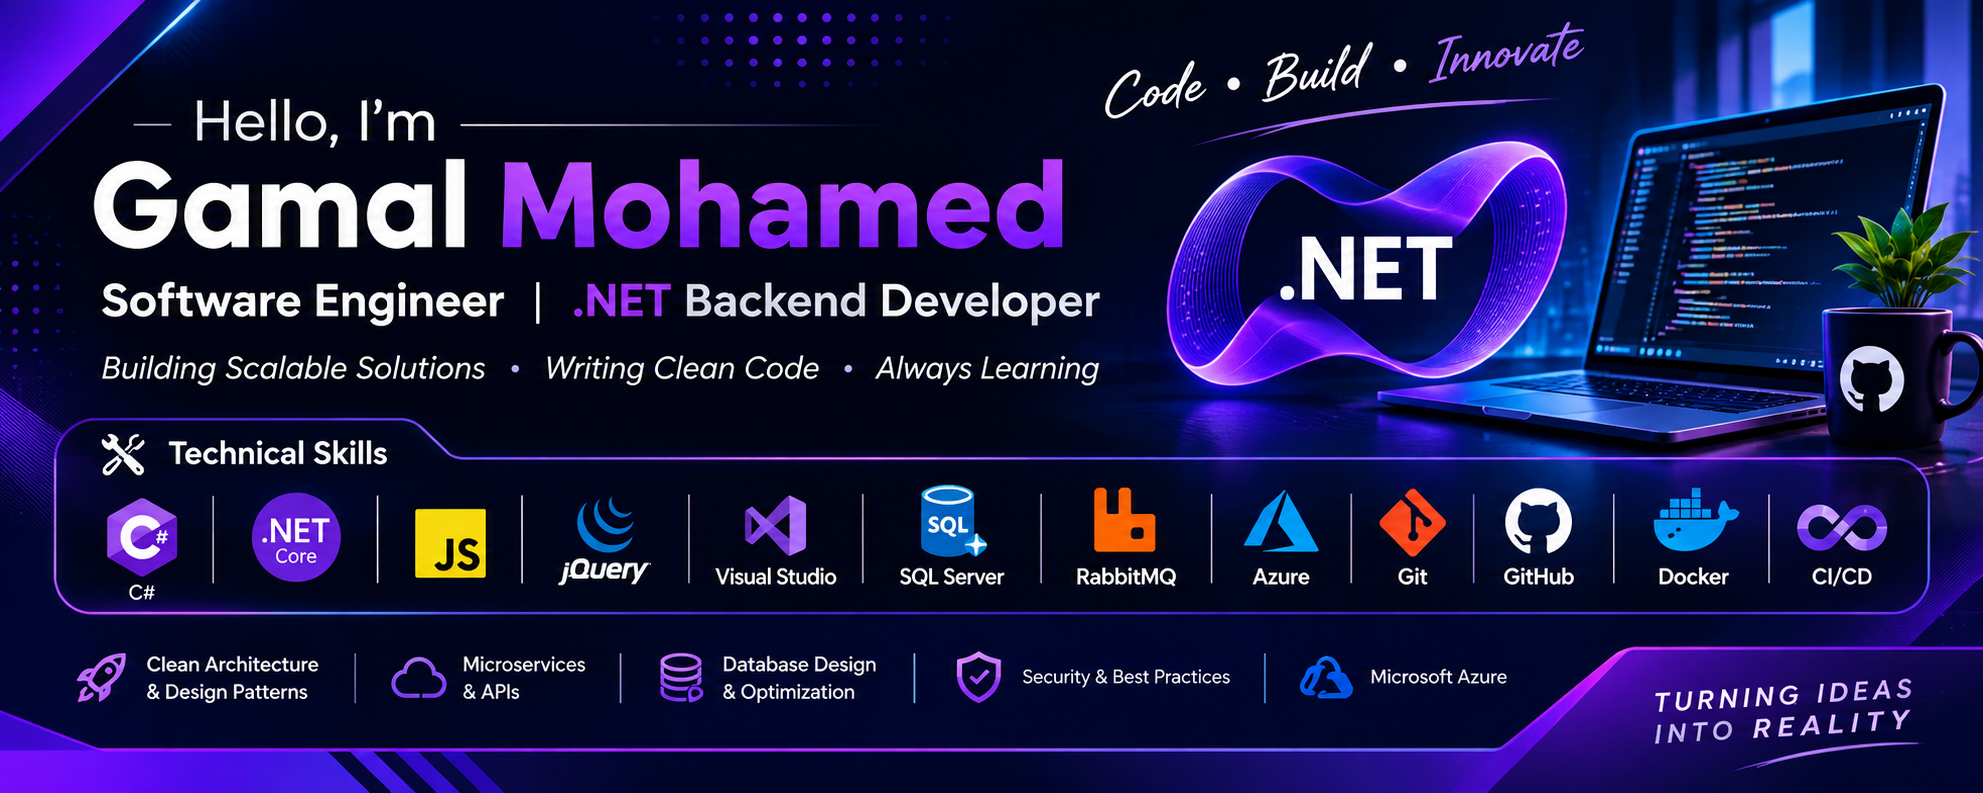 Code • Build • Innovate
Hello, I'm
Gamal Mohamed
Software Engineer | .NET Backend Developer
Building Scalable Solutions • Writing Clean Code • Always Learning
.NET
Technical Skills
C#
C#
.NET
Core
JS
jQuery
Visual Studio
SQL
SQL Server
RabbitMQ
Azure
Git
GitHub
Docker
CI/CD
Clean Architecture
& Design Patterns
Microservices
& APIs
Database Design
& Optimization
Security & Best Practices
Microsoft Azure
TURNING IDEAS
INTO REALITY